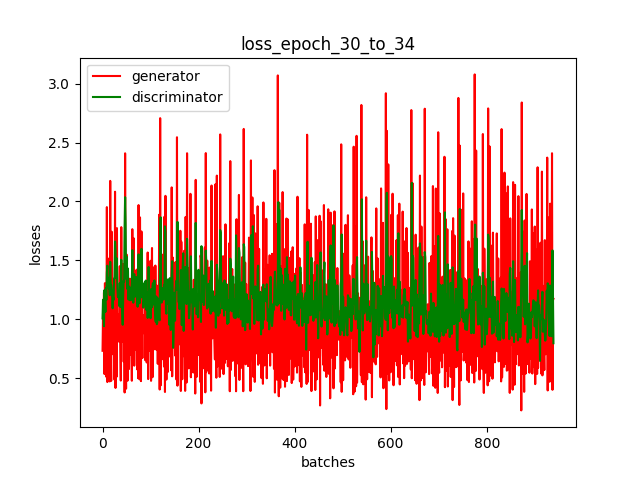 loss_epoch_30_to_34
generator
discriminator
3.0
2.5
2.0
1.5
1.0
0.5
losses
0 200 400 600 800
batches